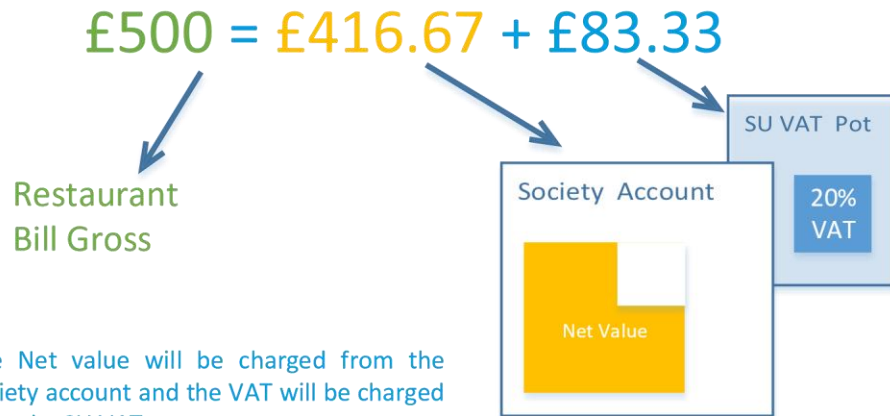 £500 = £416.67 + £83.33
SU VAT Pot
20%
VAT
Society Account
Net Value
Restaurant
Bill Gross
Net value will be charged from the
account and the VAT will be charged